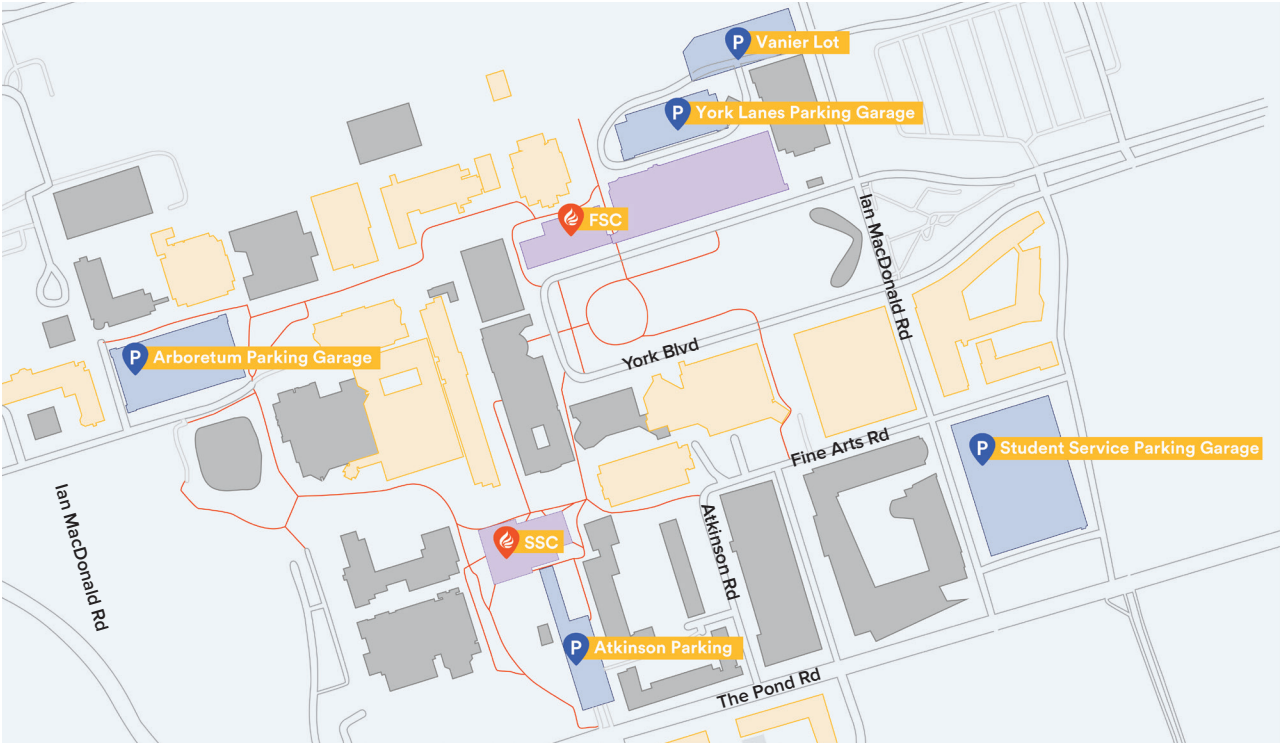 P Vanier Lot
P York Lanes Parking Garage
FSC
Ian MacDonald Rd
York Blvd
P Arboretum Parking Garage
Fine Arts Rd
P Student Service Parking Garage
Ian MacDonald Rd
Atkinson Rd
SSC
P Atkinson Parking
The Pond Rd